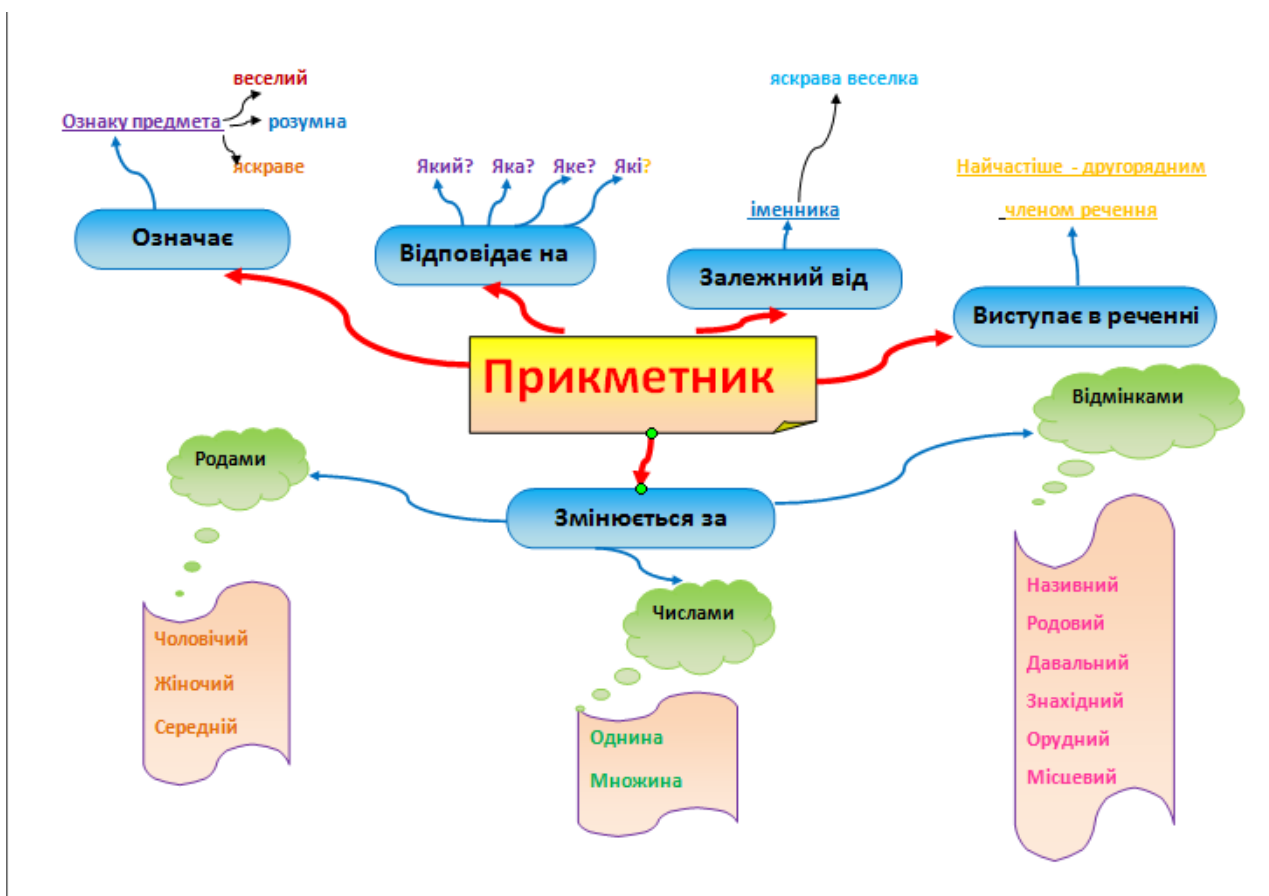 веселий
Ознаку предмета
розумна
яскраве
Означає
Який? Яка? Яке? Які?
Відповідає на
яскрава веселка
іменника
Залежний від
Найчастіше - другорядним
членом речення
Виступає в реченні
Прикметник
Змінюється за
Родами
Чоловічий
Жіночий
Середній
Числами
Однина
Множина
Відмінками
Називний
Родовий
Давальний
Знахідний
Орудний
Місцевий